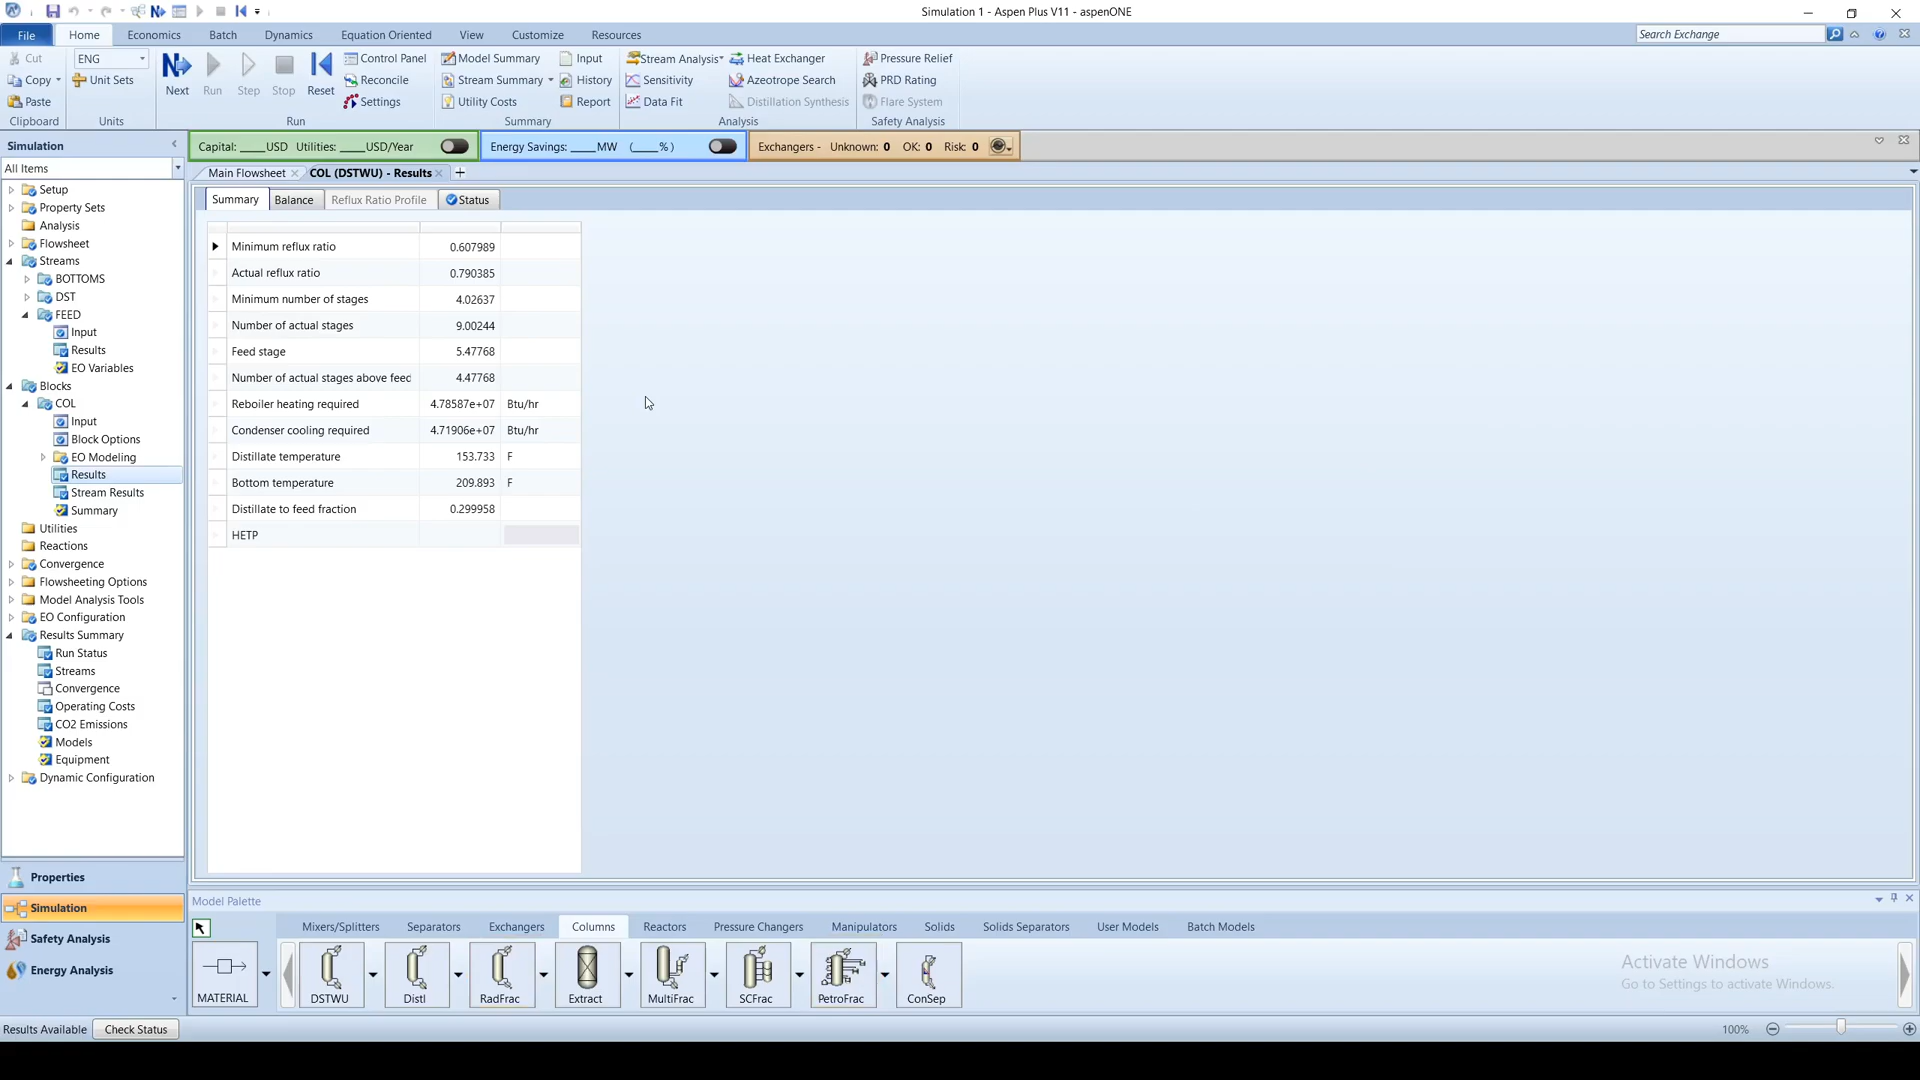 Simulation 1 - Aspen Plus V11 - aspenONE
File Home Economics Batch Dynamics Equation Oriented View Customize Resources Search Exchange
Cut ENG Control Panel Model Summary Input Stream Analysis Heat Exchanger Pressure Relief
Copy Unit Sets Reconcile Stream Summary History Sensitivity Azeotrope Search PRD Rating
Next Run Step Stop Reset
Paste Settings Utility Costs Report Data Fit Distillation Synthesis Flare System
Clipboard Units Run Summary Analysis Safety Analysis
Simulation Capital: ____USD Utilities: ____USD/Year Energy Savings: ____MW (____%) Exchangers - Unknown: 0 OK: 0 Risk: 0
All Items Main Flowsheet COL (DSTWU) - Results
Summary Balance Reflux Ratio Profile Status
Setup
Property Sets
Analysis
Flowsheet
Streams
BOTTOMS
DST
FEED
Input
Results
EO Variables
Blocks
COL
Input
Block Options
EO Modeling
Results
Stream Results
Summary
Utilities
Reactions
Convergence
Flowsheeting Options
Model Analysis Tools
EO Configuration
Results Summary
Run Status
Streams
Convergence
Operating Costs
CO2 Emissions
Models
Equipment
Dynamic Configuration
Properties
Simulation
Safety Analysis
Energy Analysis
Minimum reflux ratio 0.607989
Actual reflux ratio 0.790385
Minimum number of stages 4.02637
Number of actual stages 9.00244
Feed stage 5.47768
Number of actual stages above feed 4.47768
Reboiler heating required 4.78587e+07 Btu/hr
Condenser cooling required 4.71906e+07 Btu/hr
Distillate temperature 153.733 F
Bottom temperature 209.893 F
Distillate to feed fraction 0.299958
HETP
Model Palette
Mixers/Splitters Separators Exchangers Columns Reactors Pressure Changers Manipulators Solids Solids Separators User Models Batch Models
MATERIAL DSTWU Distl RadFrac Extract MultiFrac SCFrac PetroFrac ConSep
Activate Windows
Go to Settings to activate Windows.
Results Available Check Status 100%